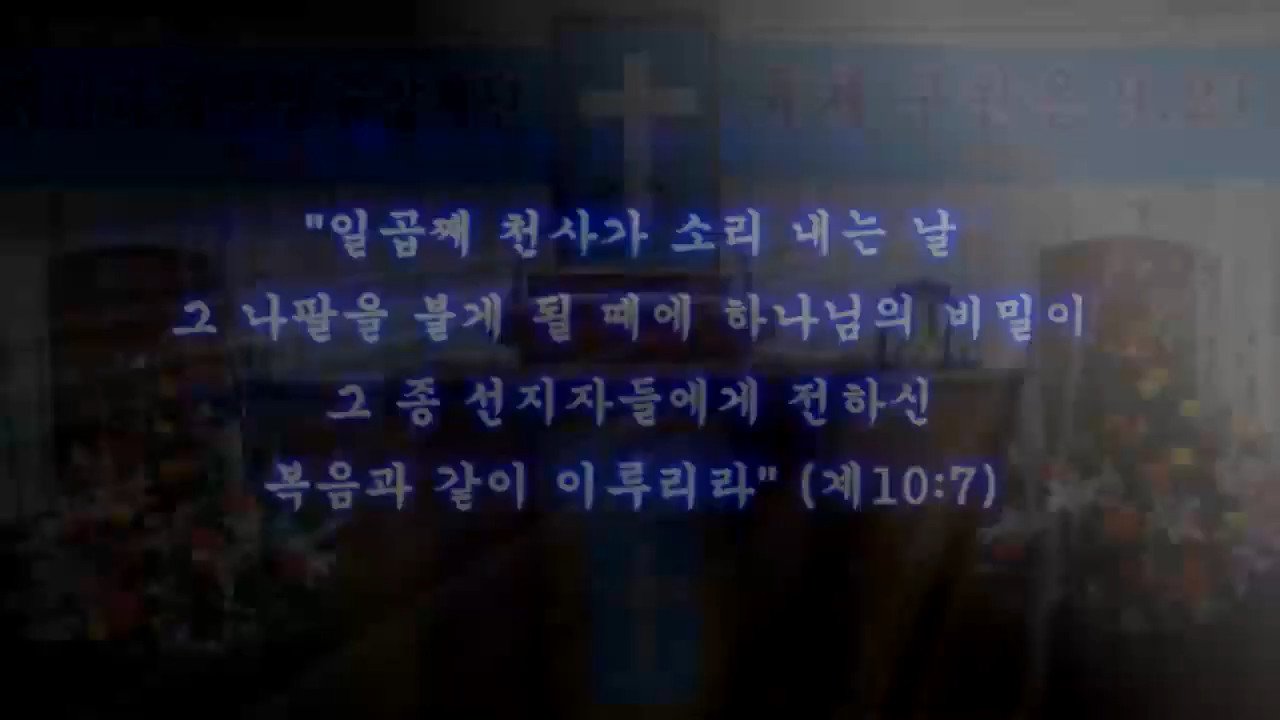 "일곱째 천사가 소리 내는 날
그 나팔을 불게 될 때에 하나님의 비밀이
그 종 선지자들에게 전하신
복음과 같이 이루리라" (계10:7)